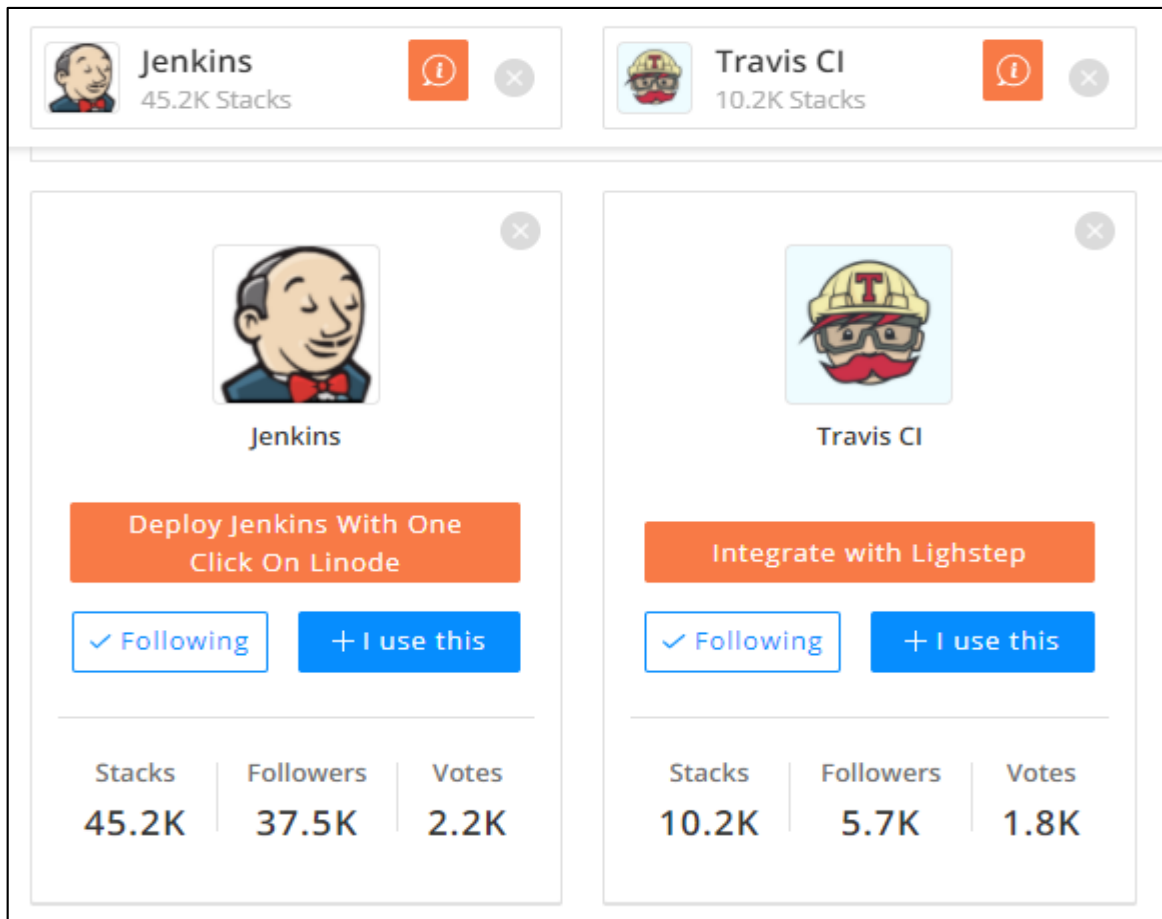 Jenkins
45.2K Stacks
Travis CI
10.2K Stacks
Jenkins
Deploy Jenkins With One
Click On Linode
Following
+ I use this
Stacks Followers Votes
45.2K 37.5K 2.2K
T
Travis CI
Integrate with Lighstep
Following
+ I use this
Stacks Followers Votes
10.2K 5.7K 1.8K